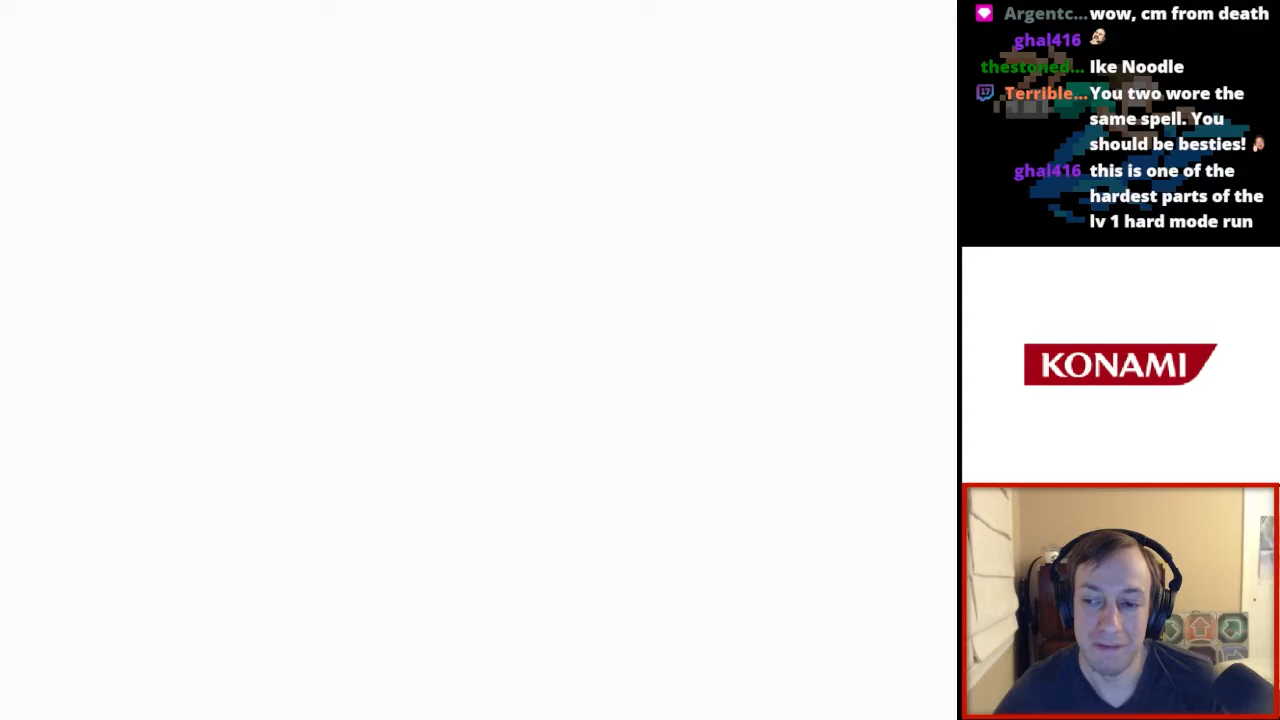 Argentc... wow, cm from death
ghal416
thestoned... Ike Noodle
17 Terrible... You two wore the
same spell. You
should be besties!
ghal416 this is one of the
hardest parts of the
lv 1 hard mode run
KONAMI